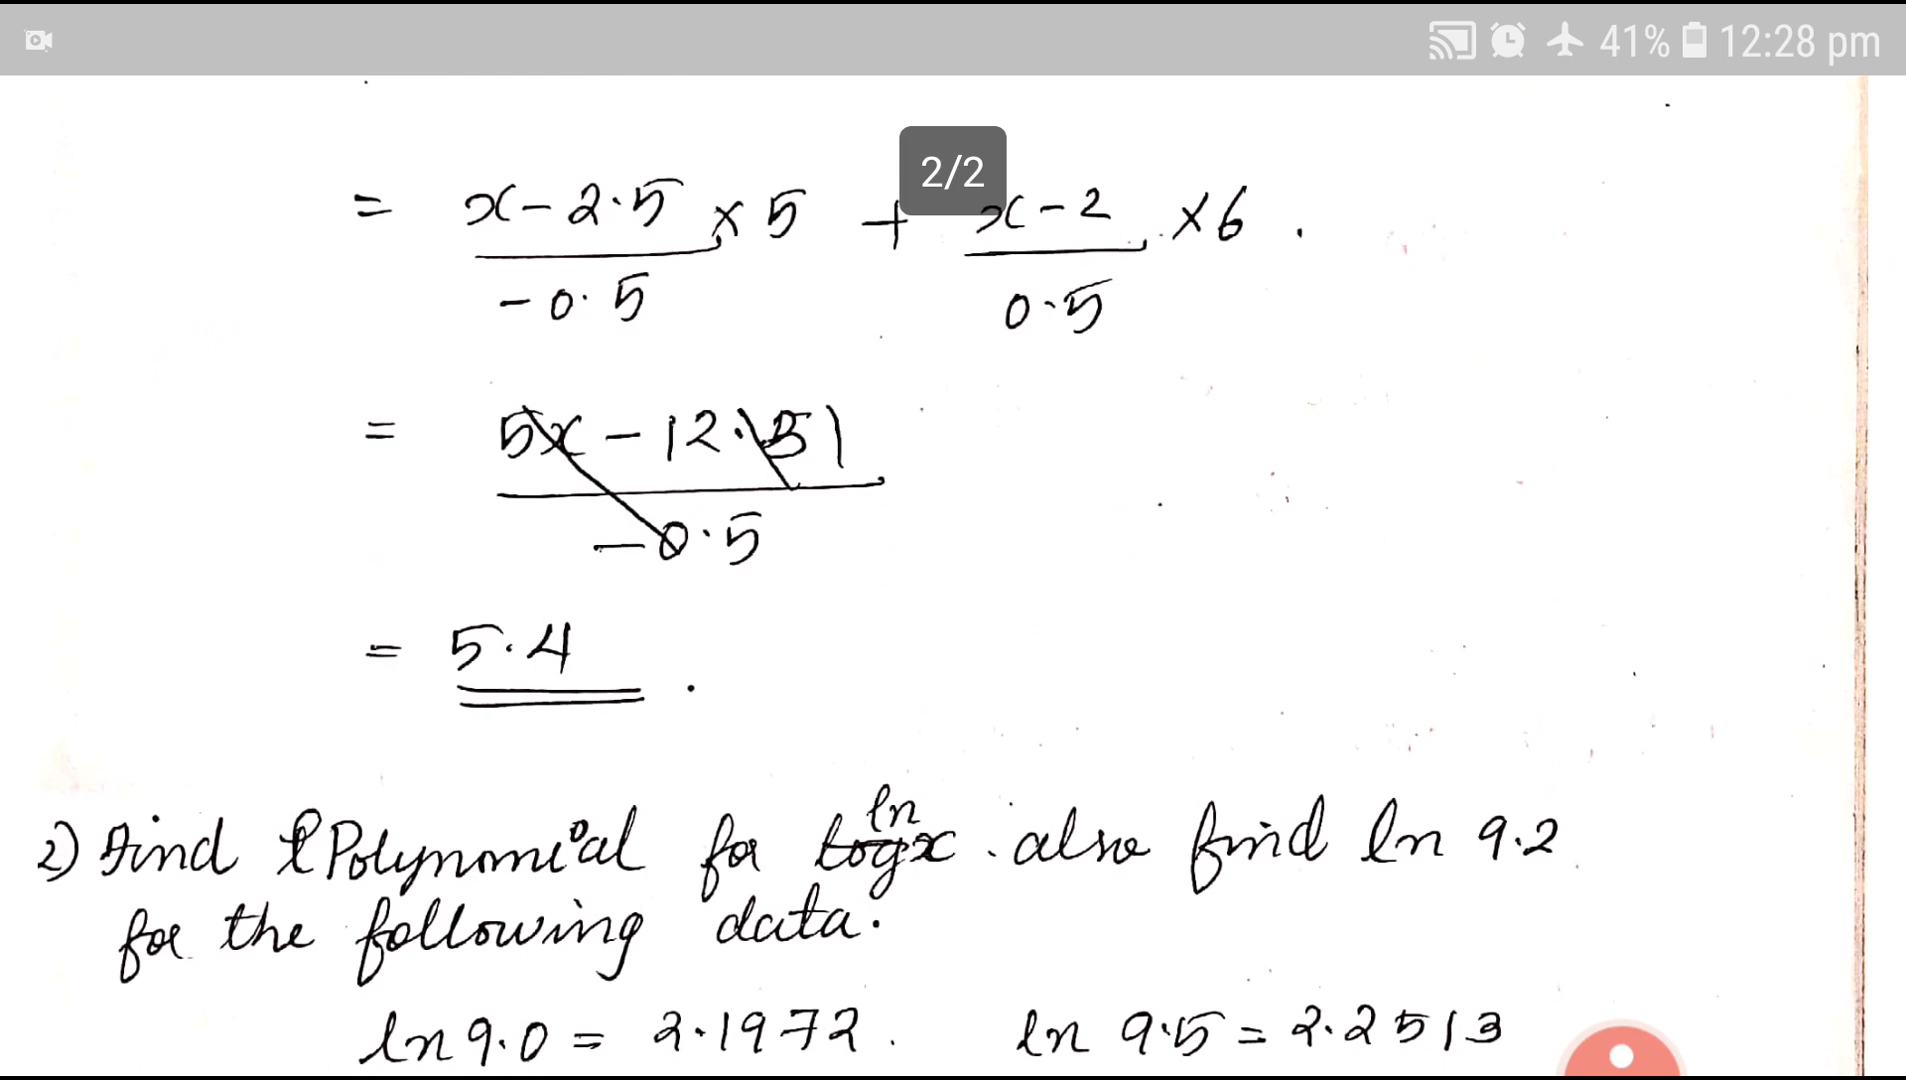 41% 12:28 pm
2/2
= x-2.5/-0.5 × 5 + x-2/0.5 × 6.
= 5x-12.51/-0.5
= 5.4.
2) Find Polynomial for ln x. also find ln 9.2
for the following data.
ln 9.0 = 2.1972. ln 9.5 = 2.2513